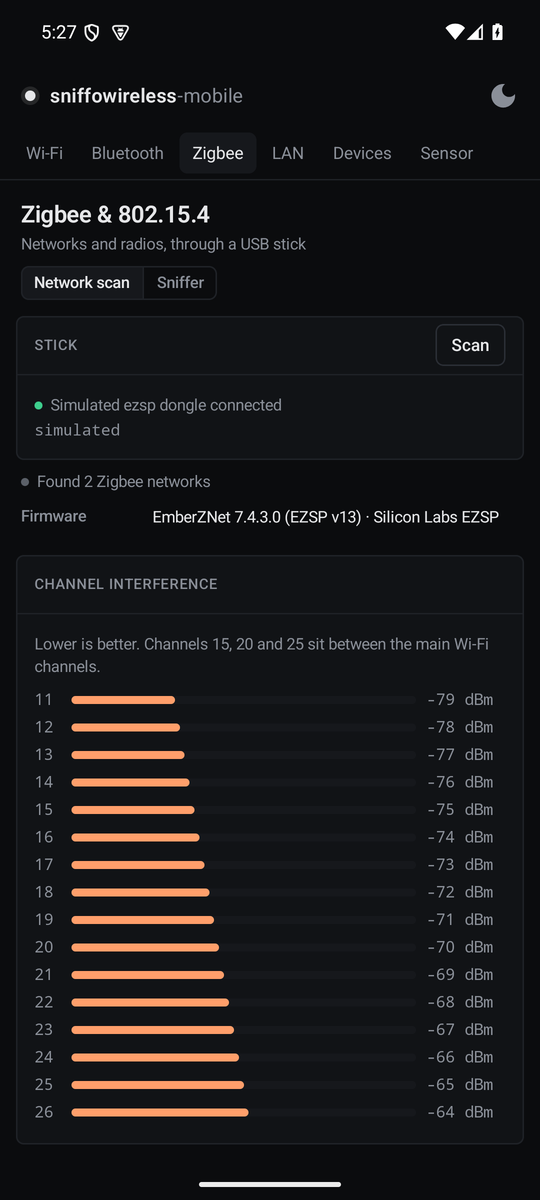 5:27
sniffowireless-mobile
Wi-Fi Bluetooth Zigbee LAN Devices Sensor
Zigbee & 802.15.4
Networks and radios, through a USB stick
Network scan Sniffer
STICK Scan
Simulated ezsp dongle connected
simulated
Found 2 Zigbee networks
Firmware EmberZNet 7.4.3.0 (EZSP v13) · Silicon Labs EZSP
CHANNEL INTERFERENCE
Lower is better. Channels 15, 20 and 25 sit between the main Wi-Fi
channels.
11 -79 dBm
12 -78 dBm
13 -77 dBm
14 -76 dBm
15 -75 dBm
16 -74 dBm
17 -73 dBm
18 -72 dBm
19 -71 dBm
20 -70 dBm
21 -69 dBm
22 -68 dBm
23 -67 dBm
24 -66 dBm
25 -65 dBm
26 -64 dBm